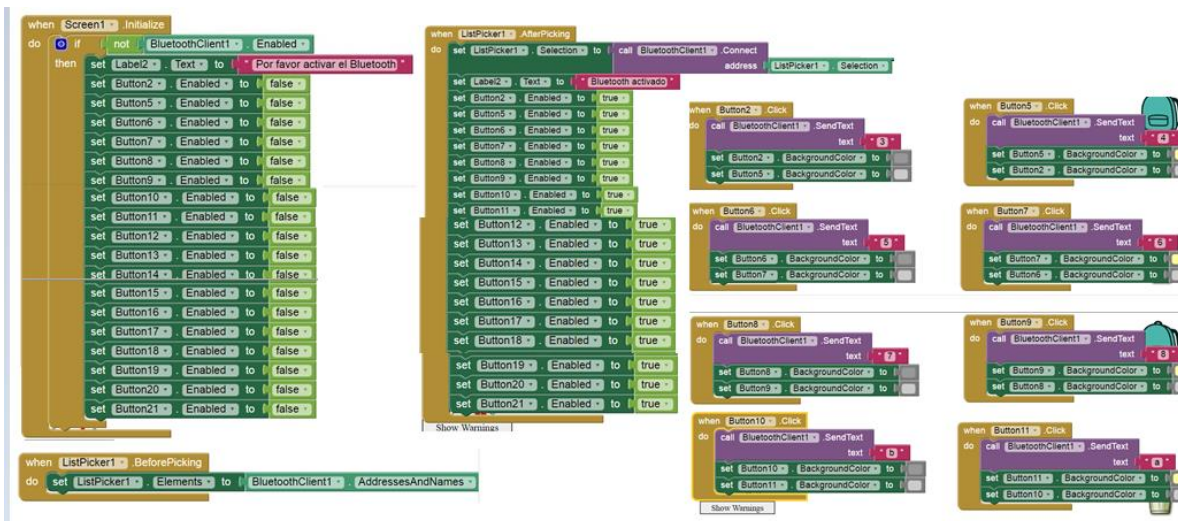 when Screen1 .Initialize
do if not BluetoothClient1 . Enabled
then set Label2 . Text to " Por favor activar el Bluetooth "
set Button2 . Enabled to false
set Button5 . Enabled to false
set Button6 . Enabled to false
set Button7 . Enabled to false
set Button8 . Enabled to false
set Button9 . Enabled to false
set Button10 . Enabled to false
set Button11 . Enabled to false
set Button12 . Enabled to false
set Button13 . Enabled to false
set Button14 . Enabled to false
set Button15 . Enabled to false
set Button16 . Enabled to false
set Button17 . Enabled to false
set Button18 . Enabled to false
set Button19 . Enabled to false
set Button20 . Enabled to false
set Button21 . Enabled to false
when ListPicker1 .BeforePicking
do set ListPicker1 . Elements to BluetoothClient1 . AddressesAndNames
when ListPicker1 .AfterPicking
do set ListPicker1 . Selection to call BluetoothClient1 .Connect
address ListPicker1 . Selection
set Label2 . Text to " Bluetooth activado "
set Button2 . Enabled to true
set Button5 . Enabled to true
set Button6 . Enabled to true
set Button7 . Enabled to true
set Button8 . Enabled to true
set Button9 . Enabled to true
set Button10 . Enabled to true
set Button11 . Enabled to true
set Button12 . Enabled to true
set Button13 . Enabled to true
set Button14 . Enabled to true
set Button15 . Enabled to true
set Button16 . Enabled to true
set Button17 . Enabled to true
set Button18 . Enabled to true
set Button19 . Enabled to true
set Button20 . Enabled to true
set Button21 . Enabled to true
Show Warnings
when Button2 .Click
do call BluetoothClient1 .SendText
text " 3 "
set Button2 . BackgroundColor to
set Button5 . BackgroundColor to
when Button5 .Click
do call BluetoothClient1 .SendText
text " 4 "
set Button5 . BackgroundColor to
set Button2 . BackgroundColor to
when Button6 .Click
do call BluetoothClient1 .SendText
text " 5 "
set Button6 . BackgroundColor to
set Button7 . BackgroundColor to
when Button7 .Click
do call BluetoothClient1 .SendText
text " 6 "
set Button7 . BackgroundColor to
set Button6 . BackgroundColor to
when Button8 .Click
do call BluetoothClient1 .SendText
text " 7 "
set Button8 . BackgroundColor to
set Button9 . BackgroundColor to
when Button9 .Click
do call BluetoothClient1 .SendText
text " 8 "
set Button9 . BackgroundColor to
set Button8 . BackgroundColor to
when Button10 .Click
do call BluetoothClient1 .SendText
text " b "
set Button10 . BackgroundColor to
set Button11 . BackgroundColor to
Show Warnings
when Button11 .Click
do call BluetoothClient1 .SendText
text " a "
set Button11 . BackgroundColor to
set Button10 . BackgroundColor to